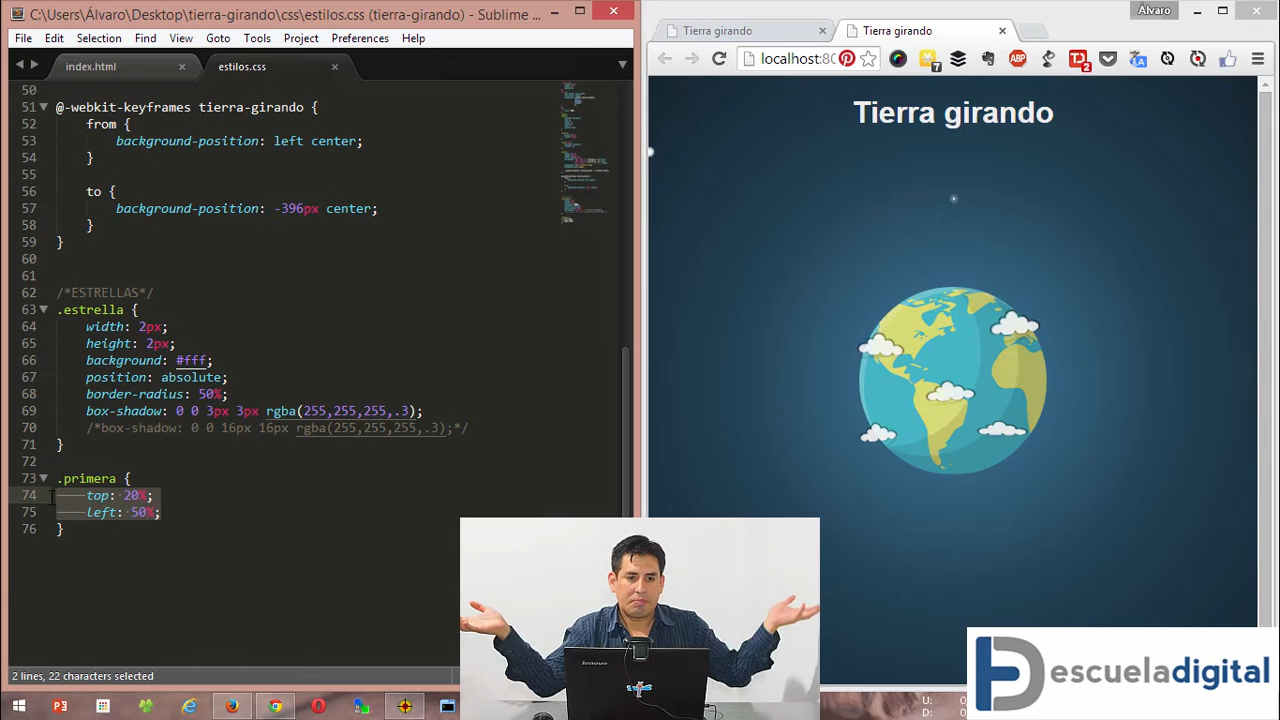 C:\Users\Álvaro\Desktop\tierra-girando\css\estilos.css (tierra-girando) - Sublime ...
File Edit Selection Find View Goto Tools Project Preferences Help
index.html
estilos.css
50
51 @-webkit-keyframes tierra-girando {
52 from {
53 background-position: left center;
54 }
55
56 to {
57 background-position: -396px center;
58 }
59 }
60
61
62 /*ESTRELLAS*/
63 .estrella {
64 width: 2px;
65 height: 2px;
66 background: #fff;
67 position: absolute;
68 border-radius: 50%;
69 box-shadow: 0 0 3px 3px rgba(255,255,255,.3);
70 /*box-shadow: 0 0 16px 16px rgba(255,255,255,.3);*/
71 }
72
73 .primera {
74 top: 20%;
75 left: 50%;
76 }
2 lines, 22 characters selected
Álvaro
Tierra girando
Tierra girando
localhost:80
7
ABP
2
Tierra girando
lenovo
escueladigital
U:
D: